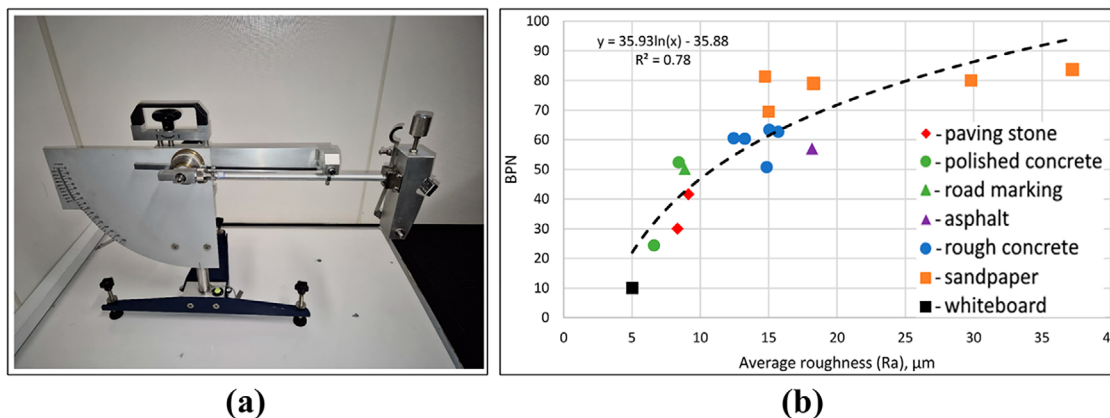 BPN
y = 35.93ln(x) - 35.88
R² = 0.78
100
90
80
70
60
50
40
30
20
10
0
0 5 10 15 20 25 30 35 4
- paving stone
- polished concrete
- road marking
- asphalt
- rough concrete
- sandpaper
- whiteboard
Average roughness (Ra), µm
(a) (b)